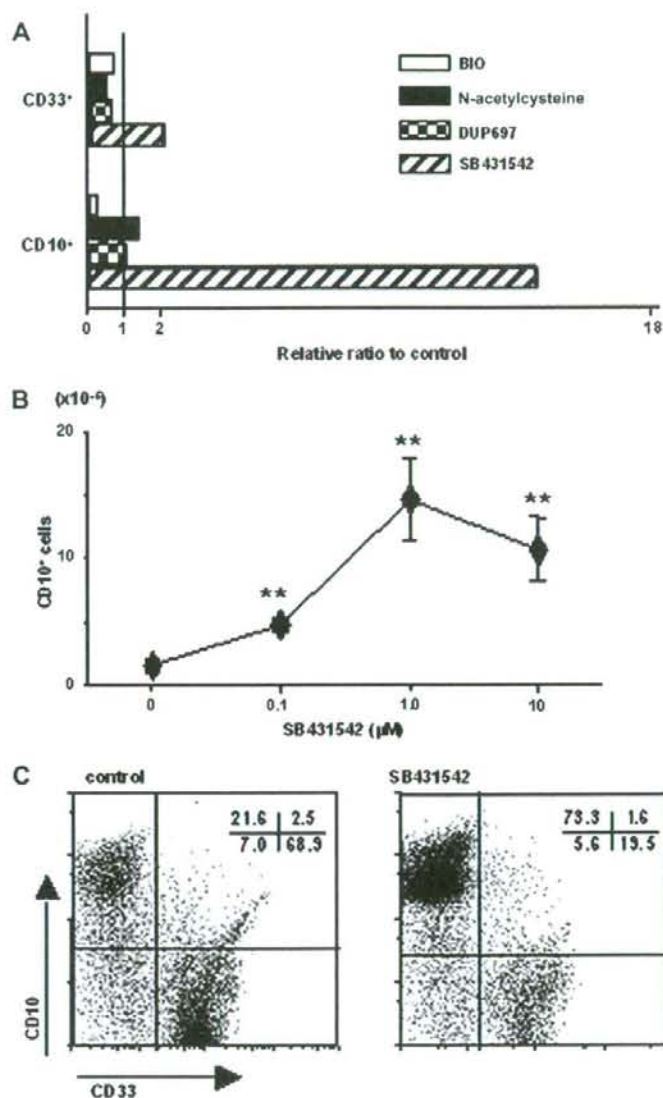 A
CD33⁺
CD10⁺
BIO
N-acetylcysteine
DUP697
SB431542
0 1 2 18
Relative ratio to control
B (x10⁻⁶)
20
10
0
CD10⁺ cells
** ** **
0 0.1 1.0 10
SB431542 (µM)
C control SB431542
21.6 2.5
7.0 68.9
73.3 1.6
5.6 19.5
CD10
CD33